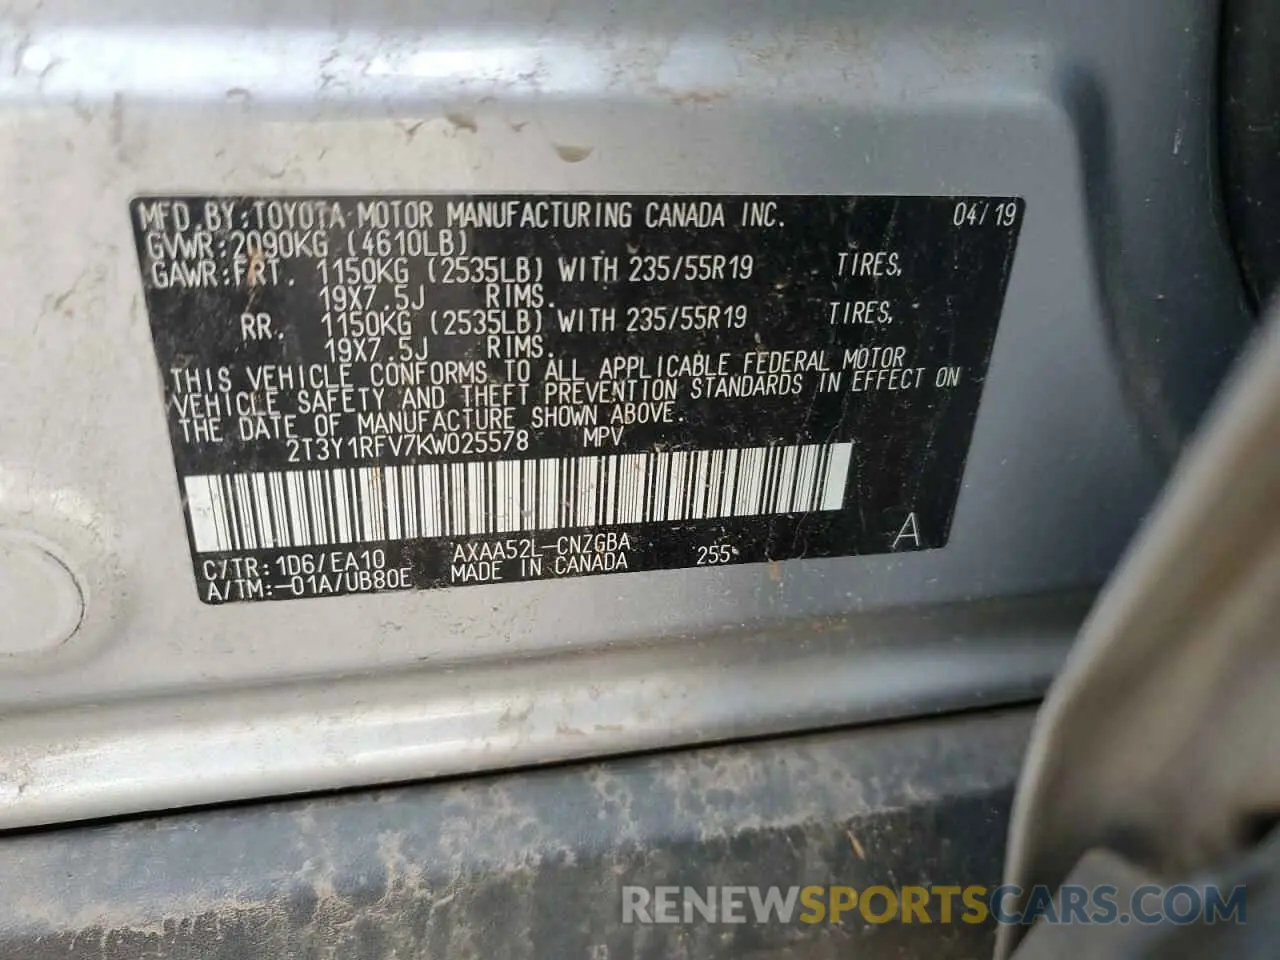 MFD.BY:TOYOTA MOTOR MANUFACTURING CANADA INC. 04/19
GVWR:2090KG (4610LB)
GAWR:FRT. 1150KG (2535LB) WITH 235/55R19 TIRES,
19X7.5J RIMS.
RR. 1150KG (2535LB) WITH 235/55R19 TIRES,
19X7.5J RIMS.
THIS VEHICLE CONFORMS TO ALL APPLICABLE FEDERAL MOTOR
VEHICLE SAFETY AND THEFT PREVENTION STANDARDS IN EFFECT ON
THE DATE OF MANUFACTURE SHOWN ABOVE.
2T3Y1RFV7KW025578 MPV
C/TR:1D6/EA10 AXAA52L-CNZGBA 255 A
A/TM:-01A/UB80E MADE IN CANADA
RENEWSPORTSCARS.COM